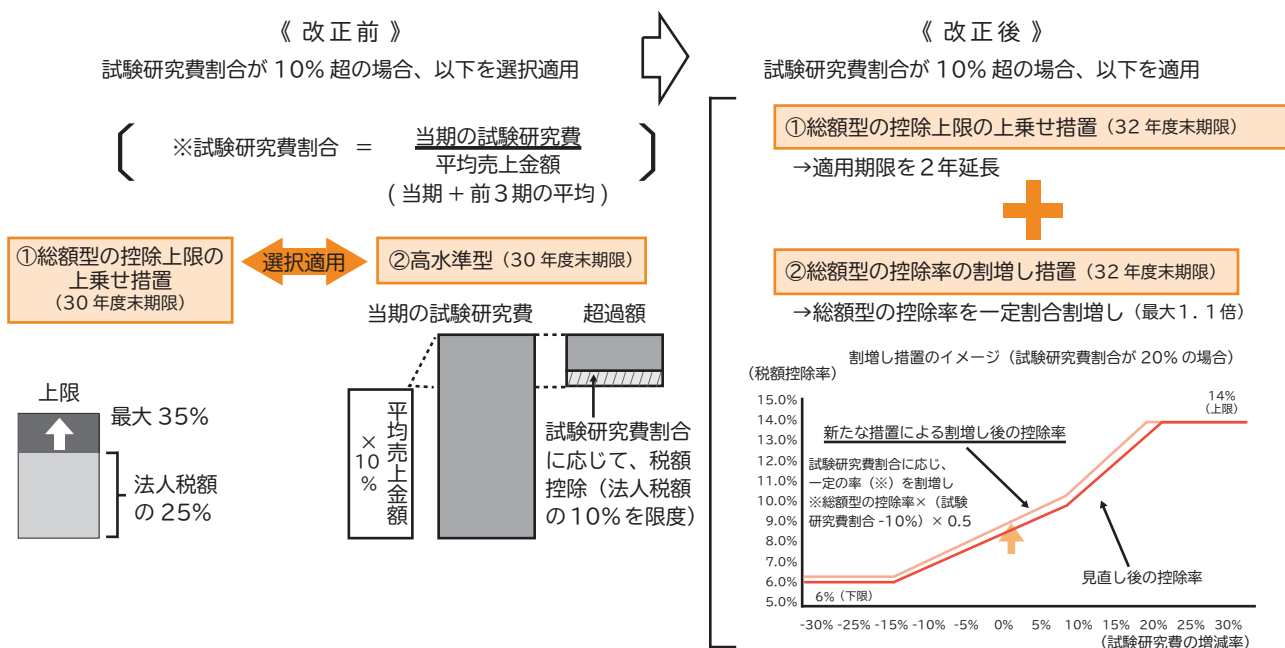 《 改正前 》
試験研究費割合が 10% 超の場合、以下を選択適用
※試験研究費割合 ＝ 当期の試験研究費
平均売上金額
( 当期 + 前３期の平均 )
①総額型の控除上限の
上乗せ措置
（30 年度末期限）
選択適用
②高水準型（30 年度末期限）
上限
最大 35%
法人税額
の 25%
当期の試験研究費
超過額
平均売上金額
×10%
試験研究費割合
に応じて、税額
控除（法人税額
の10%を限度）
《 改正後 》
試験研究費割合が 10% 超の場合、以下を適用
①総額型の控除上限の上乗せ措置（32 年度末期限）
→適用期限を２年延長
②総額型の控除率の割増し措置（32 年度末期限）
→総額型の控除率を一定割合割増し（最大１. １倍）
割増し措置のイメージ（試験研究費割合が 20% の場合）
（税額控除率）
15.0%
14.0%
13.0%
12.0%
11.0%
10.0%
9.0%
8.0%
7.0%
6.0%
5.0%
14%
（上限）
新たな措置による割増し後の控除率
試験研究費割合に応じ、
一定の率（※）を割増し
※総額型の控除率×（試験
研究費割合 -10%）× 0.5
見直し後の控除率
6%（下限）
-30% -25% -15% -10% -5% 0% 5% 10% 15% 20% 25% 30%
（試験研究費の増減率）